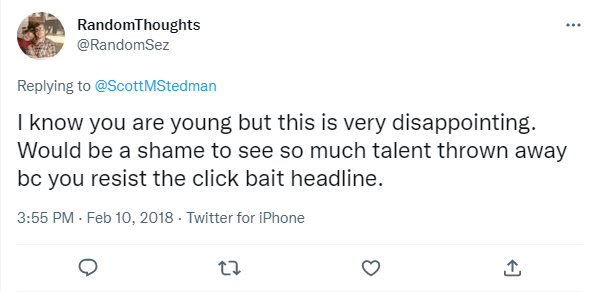 RandomThoughts
@RandomSez
Replying to @ScottMStedman
I know you are young but this is very disappointing.
Would be a shame to see so much talent thrown away
bc you resist the click bait headline.
3:55 PM · Feb 10, 2018 · Twitter for iPhone